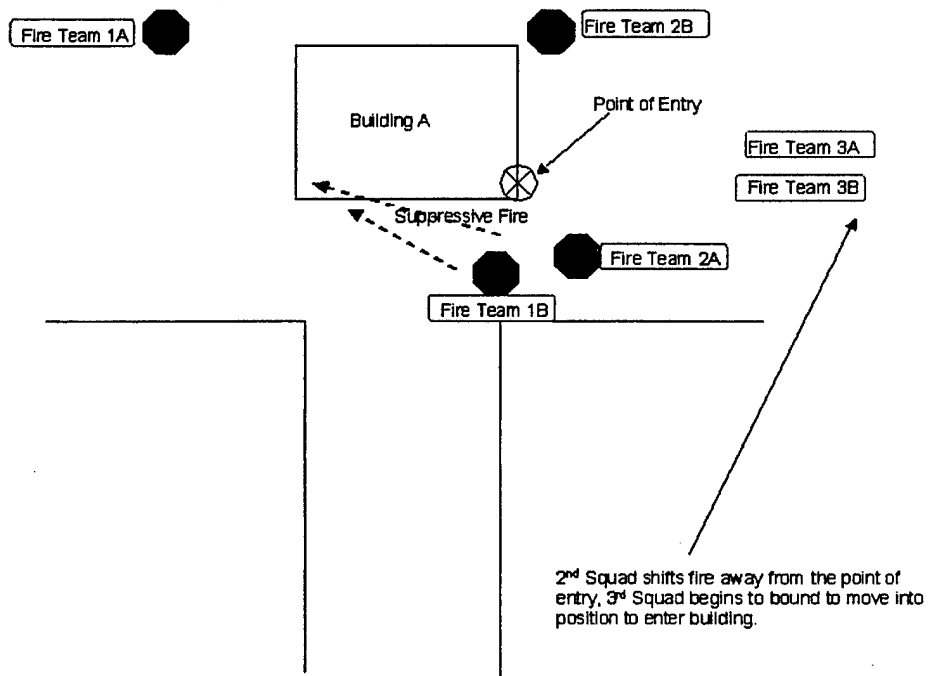 Fire Team 1A
Fire Team 2B
Point of Entry
Building A
Fire Team 3A
Fire Team 3B
Suppressive Fire
Fire Team 2A
Fire Team 1B
2nd Squad shifts fire away from the point of
entry, 3rd Squad begins to bound to move into
position to enter building.